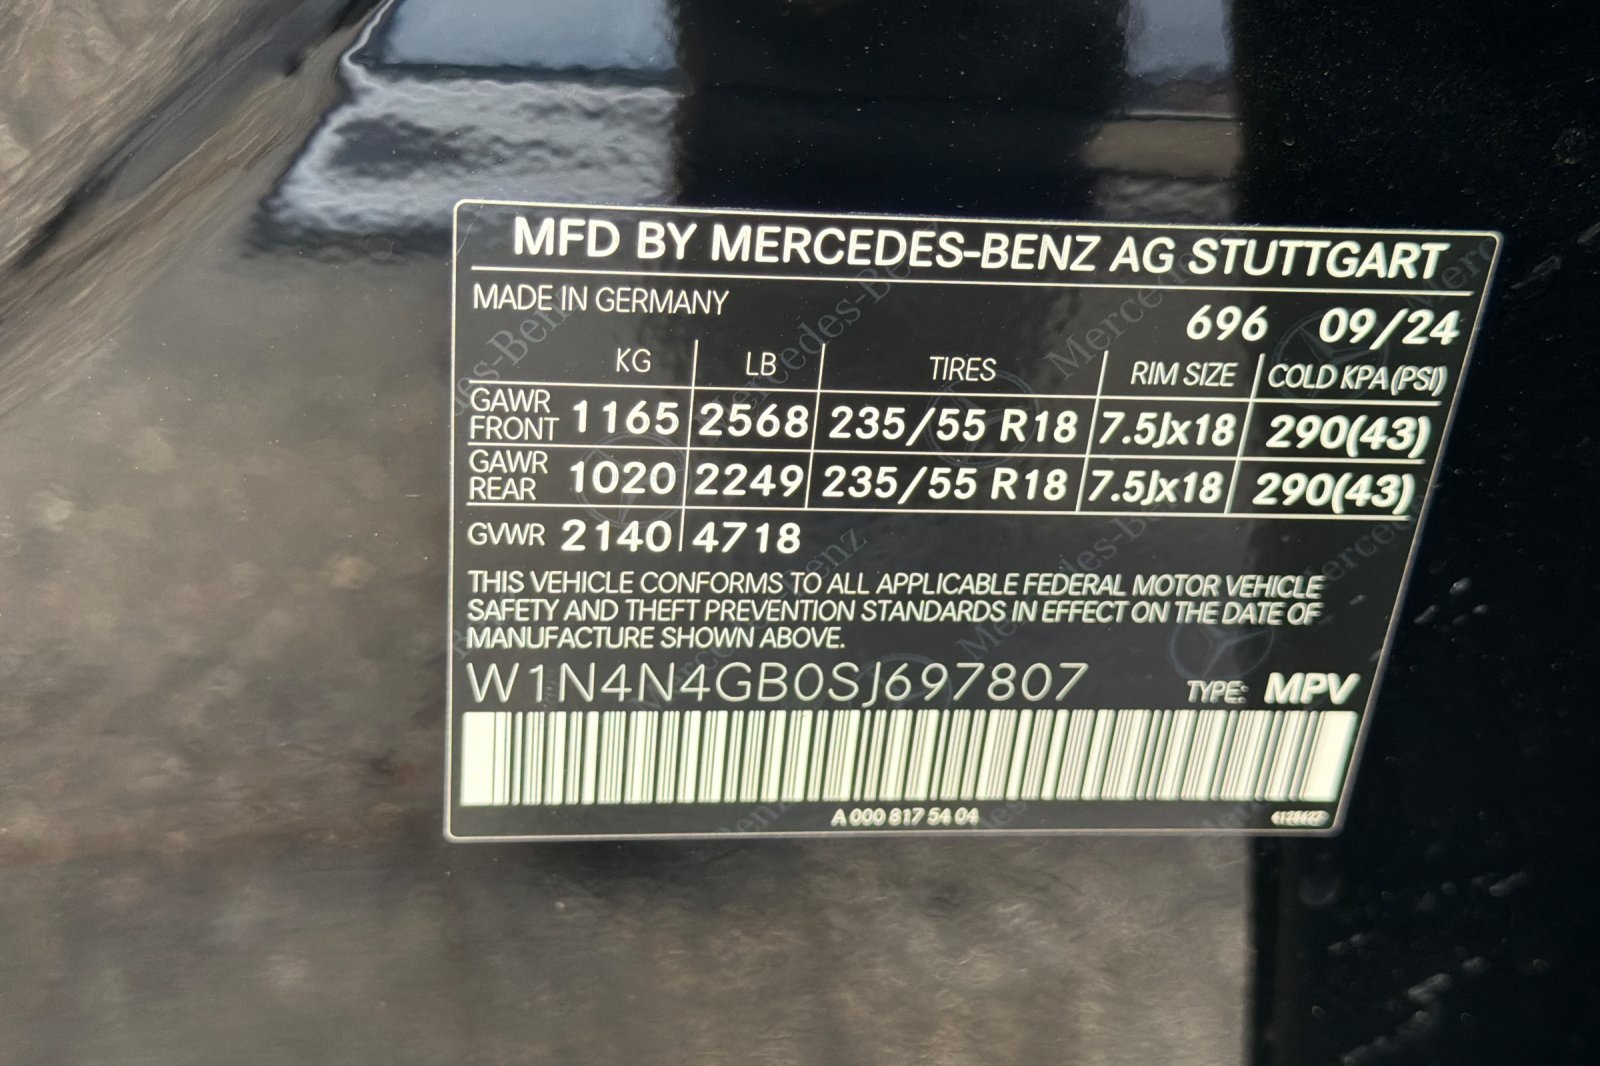 MFD BY MERCEDES-BENZ AG STUTTGART
MADE IN GERMANY
696 09/24
KG LB TIRES RIM SIZE COLD KPA(PSI)
GAWR FRONT 1165 2568 235/55 R18 7.5Jx18 290(43)
GAWR REAR 1020 2249 235/55 R18 7.5Jx18 290(43)
GVWR 2140 4718
THIS VEHICLE CONFORMS TO ALL APPLICABLE FEDERAL MOTOR VEHICLE
SAFETY AND THEFT PREVENTION STANDARDS IN EFFECT ON THE DATE OF
MANUFACTURE SHOWN ABOVE.
W1N4N4GB0SJ697807 TYPE: MPV
A 000 817 54 04